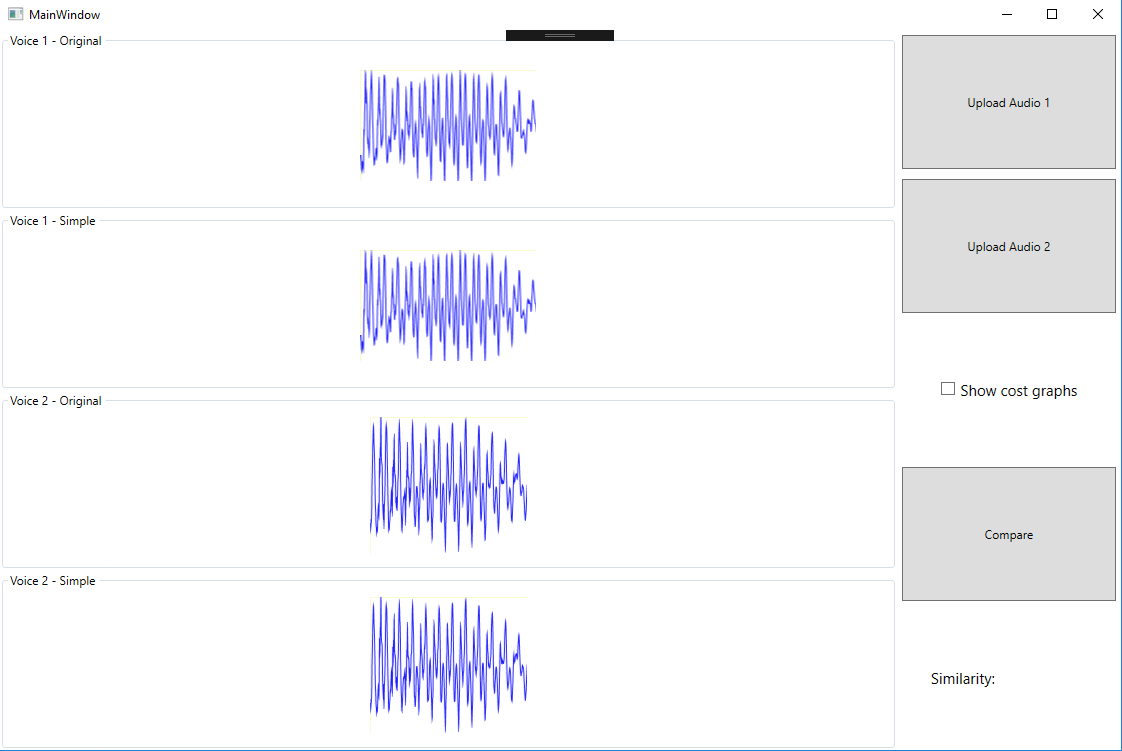 MainWindow
Voice 1 - Original
Upload Audio 1
Voice 1 - Simple
Upload Audio 2
Show cost graphs
Voice 2 - Original
Compare
Voice 2 - Simple
Similarity: